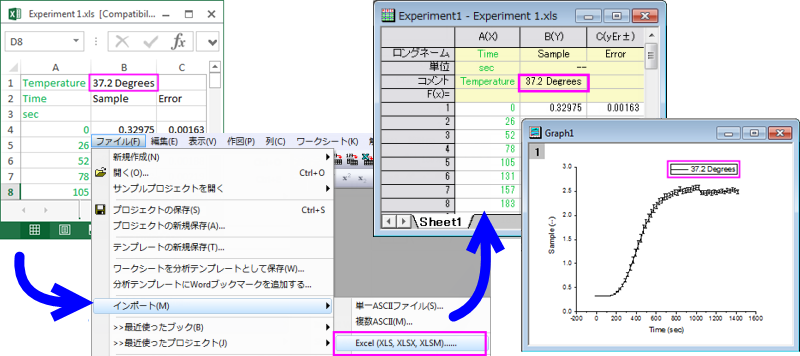 Experiment 1.xls [Compatibil...
D8
fx
A B C
1 Temperature 37.2 Degrees
2 Time Sample Error
3 sec
4 0 0.32975 0.00163
5 26
6 52
7 78
8 105
ファイル(F) 編集(E) 表示(V) 作図(P) 列(C) ワークシート(K)
新規作成(N)
開く(O)... Ctrl+O
サンプルプロジェクトを開く
プロジェクトの保存(S) Ctrl+S
プロジェクトの新規保存(A)...
テンプレートの新規保存(T)...
ワークシートを分析テンプレートとして保存(W)...
分析テンプレートにWordブックマークを追加する...
インポート(M)
>>最近使ったブック(B)
>>最近使ったプロジェクト(J)
単一ASCIIファイル(S)...
複数ASCII(M)...
Excel (XLS, XLSX, XLSM)......
Experiment1 - Experiment 1.xls
A(X) B(Y) C(yEr±)
ロングネーム Time Sample Error
単位 sec --
コメント Temperature 37.2 Degrees
F(x)=
1 0 0.32975 0.00163
2 26
3 52
4 78
5 105
6 131
7 157
8 183
Sheet1
Graph1
1
37.2 Degrees
3.0
2.5
2.0
1.5
1.0
0.5
0.0
Sample (--)
-200 0 200 400 600 800 1000 1200 1400 1600
Time (sec)